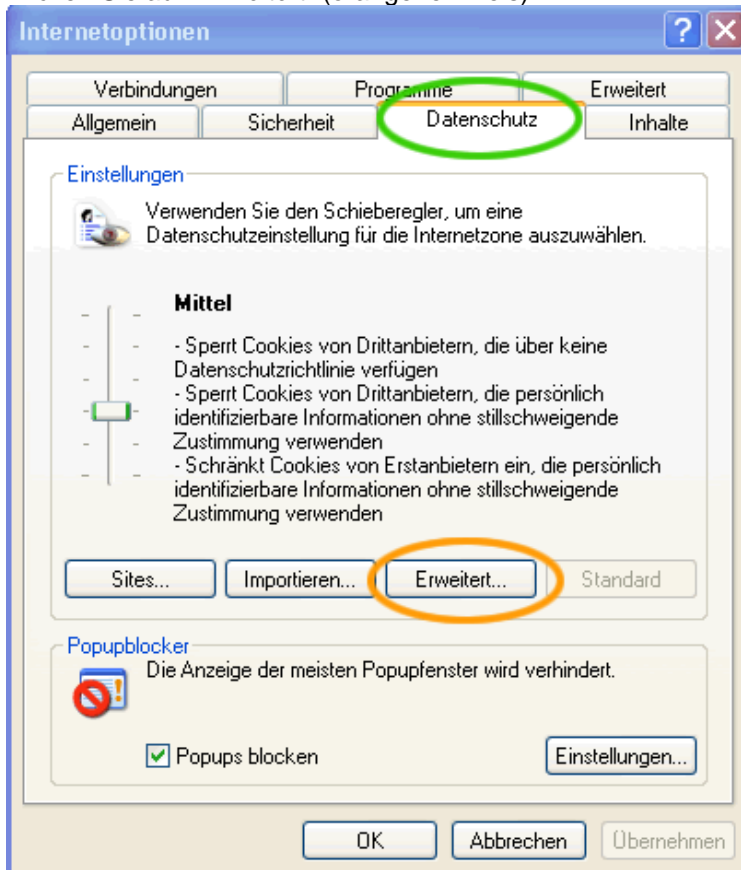 Internetoptionen
Verbindungen Programme Erweitert
Allgemein Sicherheit Datenschutz Inhalte
Einstellungen
Verwenden Sie den Schieberegler, um eine
Datenschutzeinstellung für die Internetzone auszuwählen.
Mittel
- Sperrt Cookies von Drittanbietern, die über keine
Datenschutzrichtlinie verfügen
- Sperrt Cookies von Drittanbietern, die persönlich
identifizierbare Informationen ohne stillschweigende
Zustimmung verwenden
- Schränkt Cookies von Erstanbietern ein, die persönlich
identifizierbare Informationen ohne stillschweigende
Zustimmung verwenden
Sites... Importieren... Erweitert... Standard
Popupblocker
Die Anzeige der meisten Popupfenster wird verhindert.
Popups blocken Einstellungen...
OK Abbrechen Übernehmen